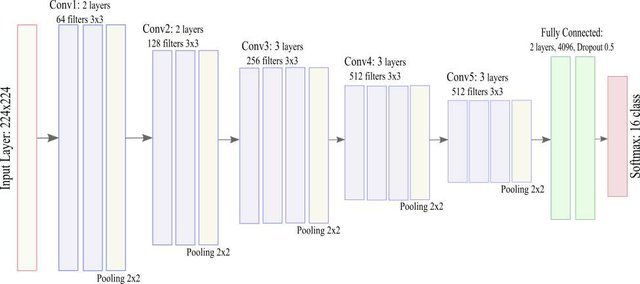 Input Layer: 224x224
Conv1: 2 layers
64 filters 3x3
Pooling 2x2
Conv2: 2 layers
128 filters 3x3
Pooling 2x2
Conv3: 3 layers
256 filters 3x3
Pooling 2x2
Conv4: 3 layers
512 filters 3x3
Pooling 2x2
Conv5: 3 layers
512 filters 3x3
Pooling 2x2
Fully Connected:
2 layers, 4096, Dropout 0.5
Softmax: 16 class